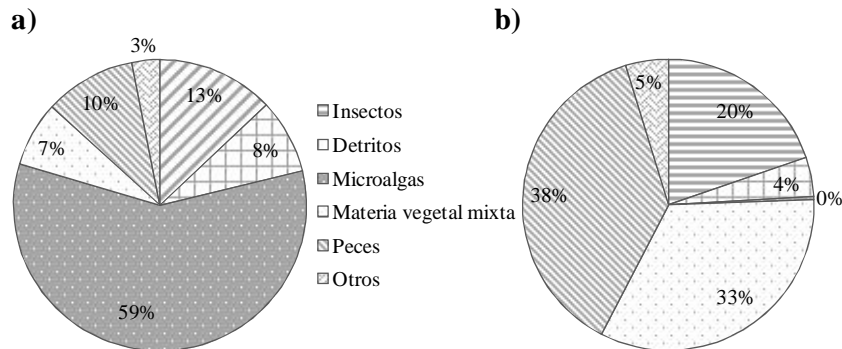 a)
3%
13%
10%
7%
8%
59%
Insectos
Detritos
Microalgas
Materia vegetal mixta
Peces
Otros
b)
5%
20%
4%
0%
38%
33%